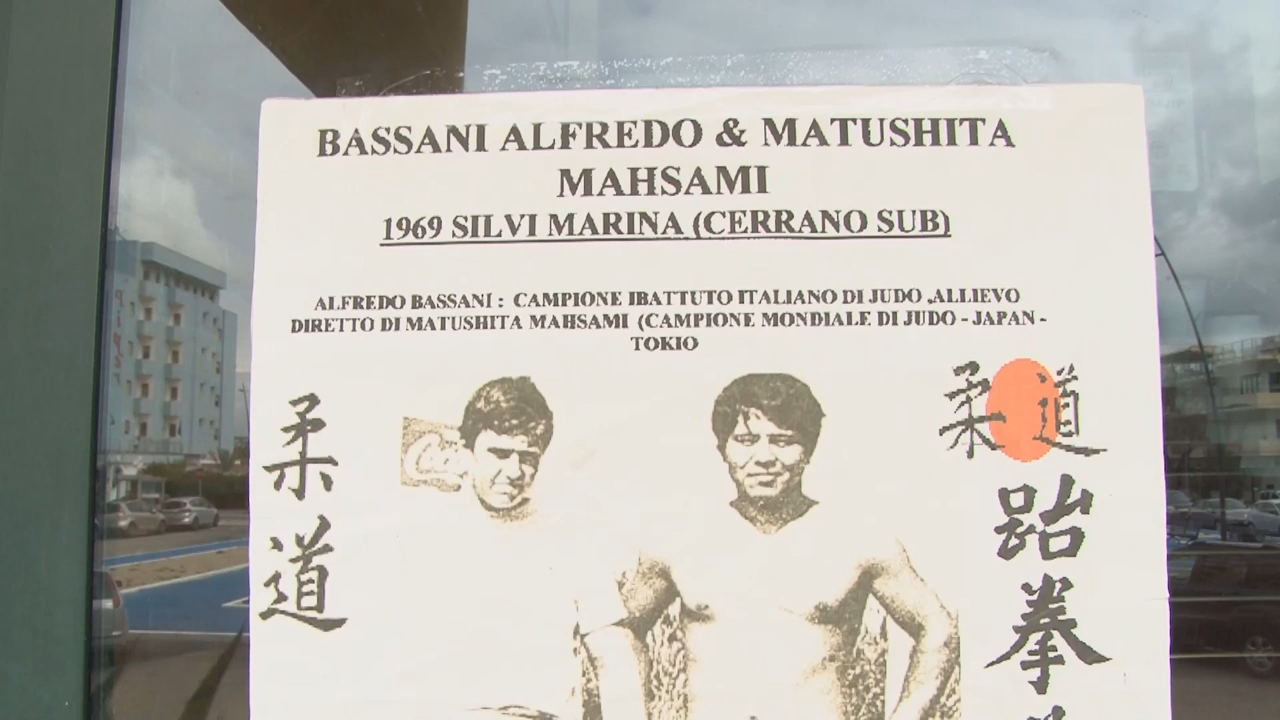 BASSANI ALFREDO & MATUSHITA
MAHSAMI
1969 SILVI MARINA (CERRANO SUB)
ALFREDO BASSANI : CAMPIONE IBATTUTO ITALIANO DI JUDO ,ALLIEVO
DIRETTO DI MATUSHITA MAHSAMI (CAMPIONE MONDIALE DI JUDO - JAPAN -
TOKIO
柔道
柔道
跆拳